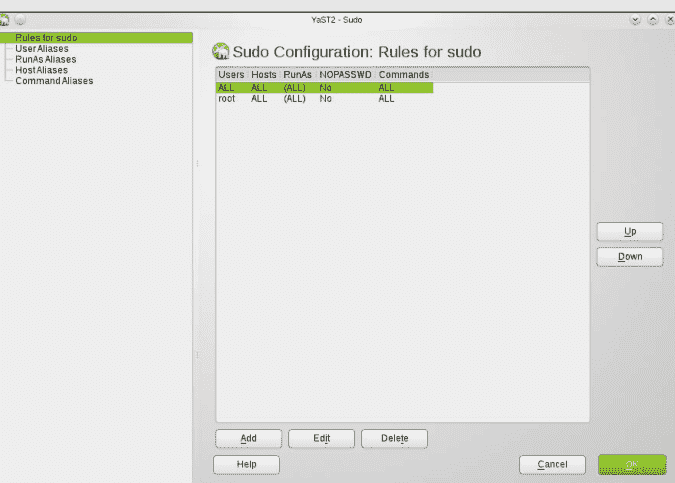 YaST2 - Sudo
Rules for sudo
User Aliases
RunAs Aliases
Host Aliases
Command Aliases
Sudo Configuration: Rules for sudo
Users Hosts RunAs NOPASSWD Commands
ALL ALL (ALL) No ALL
root ALL (ALL) No ALL
Up
Down
Add Edit Delete
Help Cancel